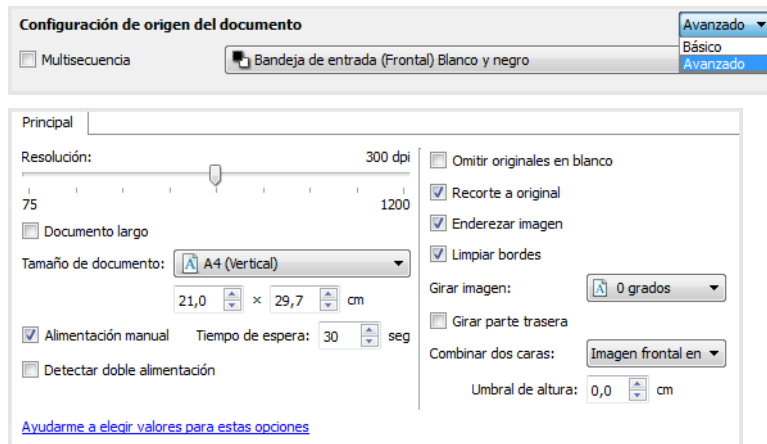 Configuración de origen del documento
Avanzado
Multisecuencia
Bandeja de entrada (Frontal) Blanco y negro
Básico
Avanzado
Principal
Resolución: 300 dpi
75 1200
Documento largo
Tamaño de documento: A4 (Vertical)
21,0 × 29,7 cm
Alimentación manual Tiempo de espera: 30 seg
Detectar doble alimentación
Omitir originales en blanco
Recorte a original
Enderezar imagen
Limpiar bordes
Girar imagen: 0 grados
Girar parte trasera
Combinar dos caras: Imagen frontal en
Umbral de altura: 0,0 cm
Ayudarme a elegir valores para estas opciones